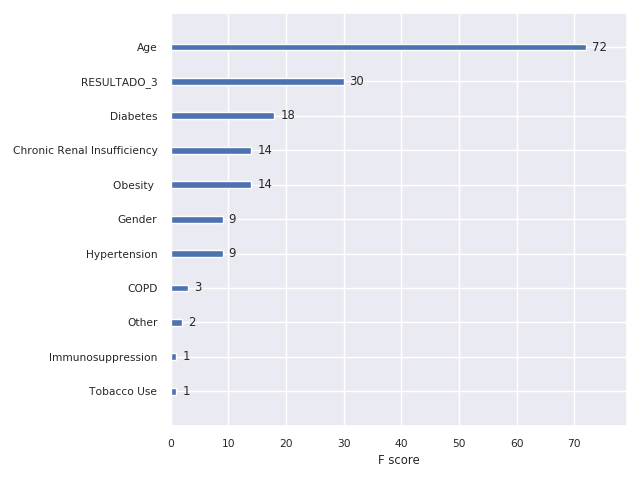 Age 72
RESULTADO_3 30
Diabetes 18
Chronic Renal Insufficiency 14
Obesity 14
Gender 9
Hypertension 9
COPD 3
Other 2
Immunosuppression 1
Tobacco Use 1
0 10 20 30 40 50 60 70
F score